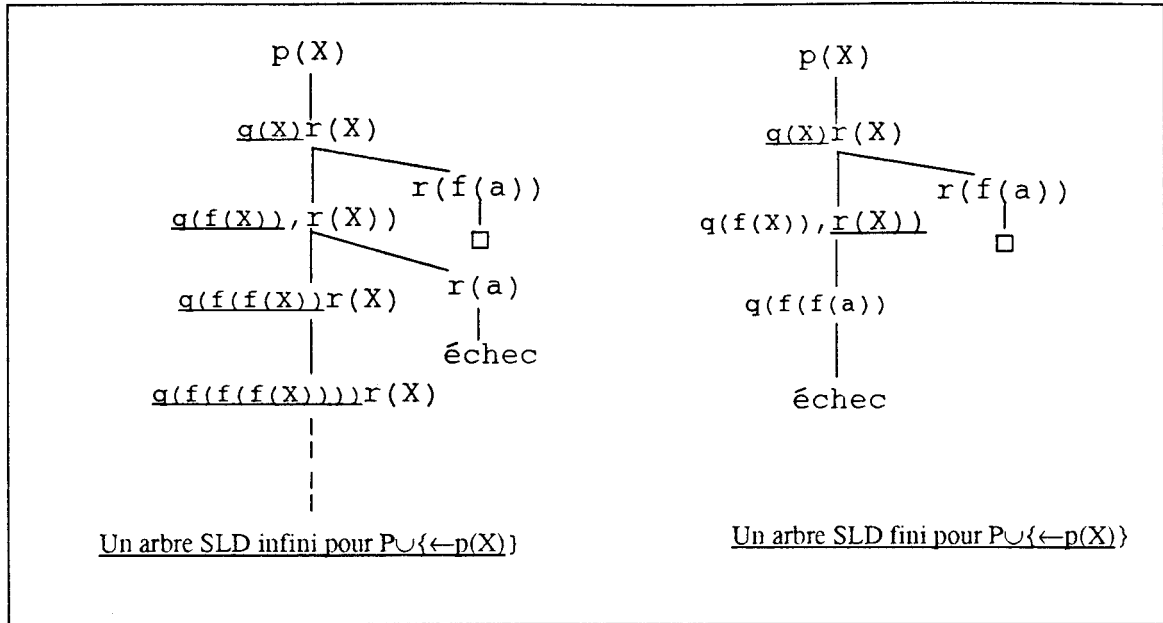 p(X)
q(X)r(X)
r(f(a))
q(f(X)),r(X))
r(a)
q(f(f(X))r(X)
échec
q(f(f(f(X))))r(X)
Un arbre SLD infini pour P∪{←p(X)}
p(X)
q(X)r(X)
r(f(a))
q(f(X)),r(X))
q(f(f(a))
échec
Un arbre SLD fini pour P∪{←p(X)}